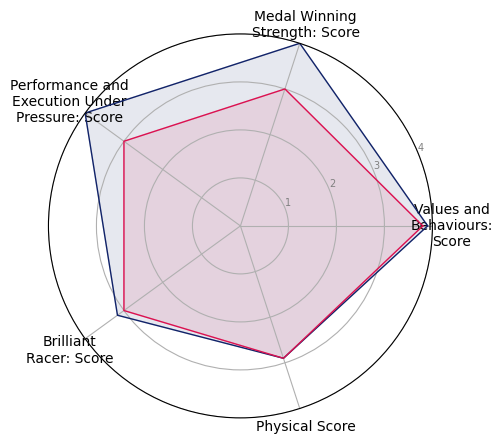 Medal Winning
Strength: Score
Performance and
Execution Under
Pressure: Score
4
3
2
1
Values and
Behaviours:
Score
Brilliant
Racer: Score
Physical Score